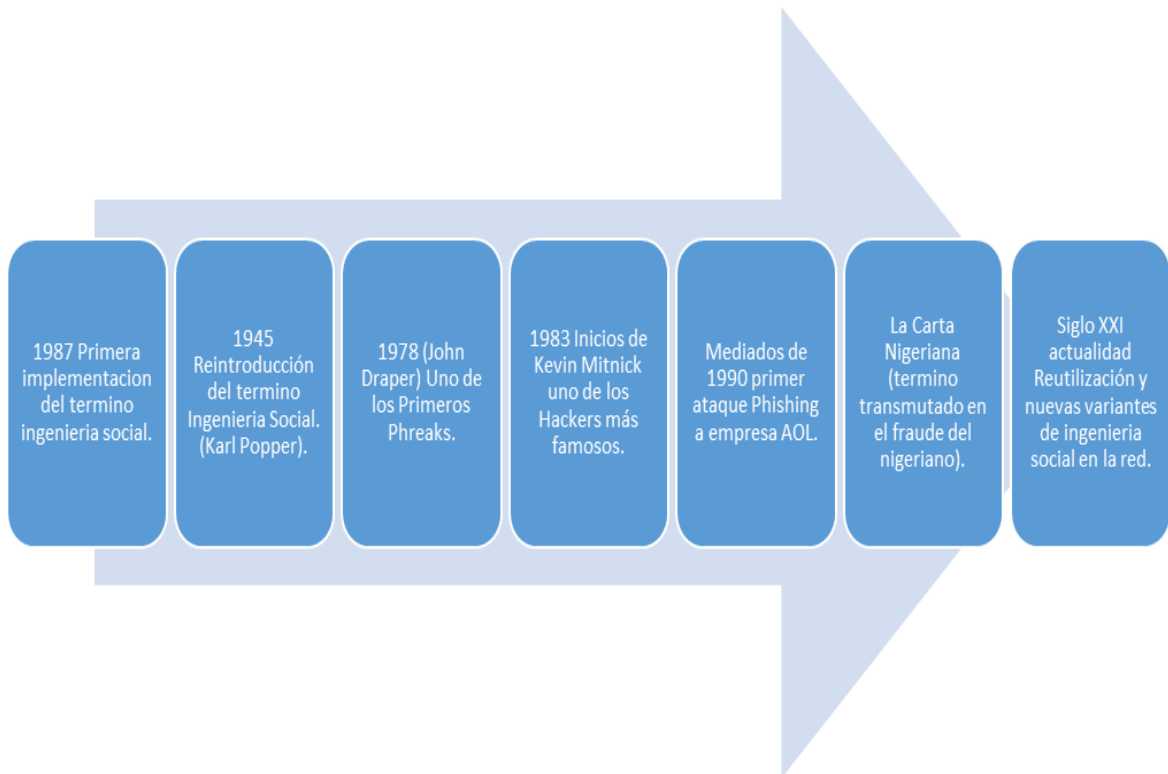 1987 Primera
implementacion
del termino
ingenieria social.
1945
Reintroducción
del termino
Ingenieria Social.
(Karl Popper).
1978 (John
Draper) Uno de
los Primeros
Phreaks.
1983 Inicios de
Kevin Mitnick
uno de los
Hackers más
famosos.
Mediados de
1990 primer
ataque Phishing
a empresa AOL.
La Carta
Nigeriana
(termino
transmutado en
el fraude del
nigeriano).
Siglo XXI
actualidad
Reutilización y
nuevas variantes
de ingenieria
social en la red.